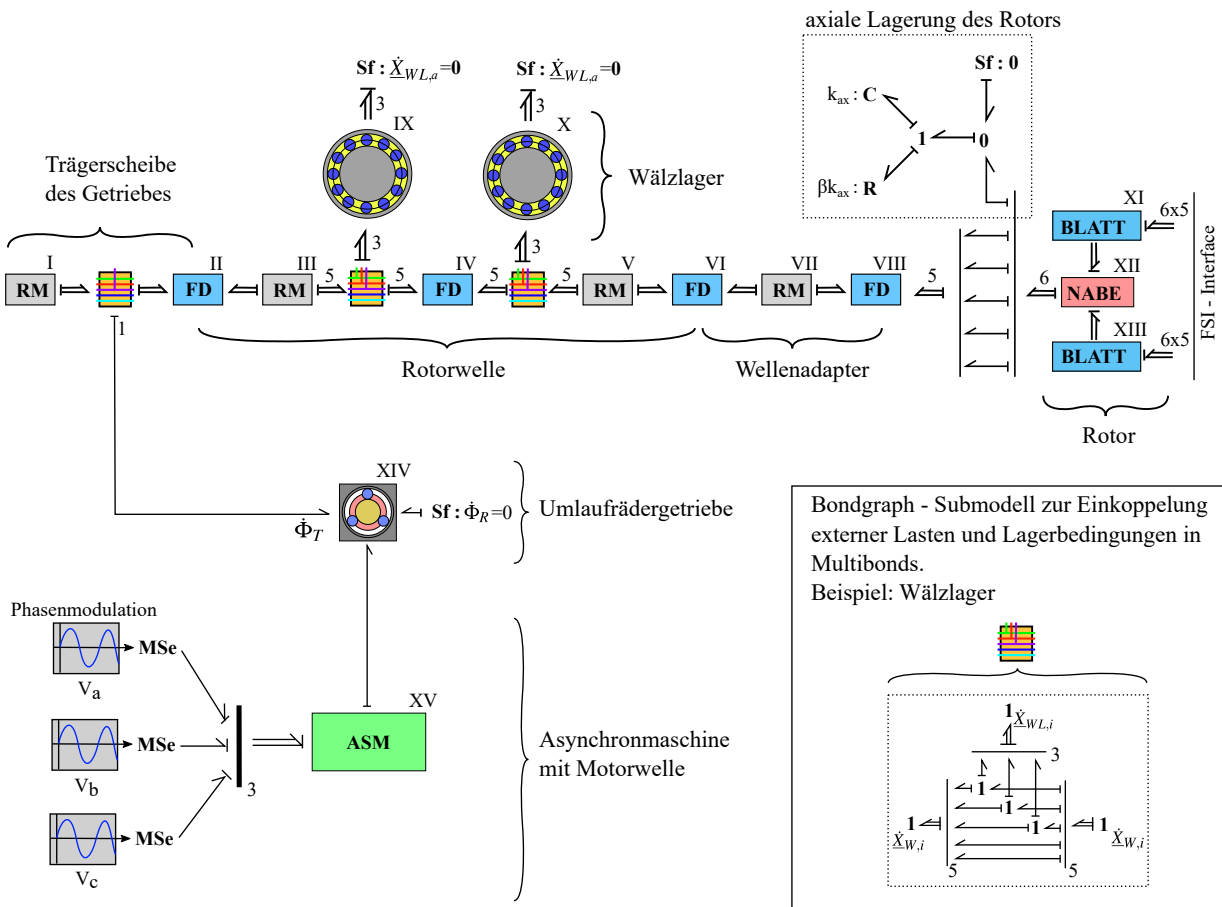 axiale Lagerung des Rotors
Sf : 0
k_ax : C
1
0
βk_ax : R
Sf : Ẋ_WL,a=0
Sf : Ẋ_WL,a=0
3
3
IX
X
Wälzlager
3
3
Trägerscheibe
des Getriebes
I
II
III
IV
V
VI
VII
VIII
RM
FD
RM
5
5
FD
5
5
RM
FD
RM
FD
5
6
1
XI
BLATT
6x5
XII
NABE
XIII
BLATT
6x5
FSI - Interface
Rotorwelle
Wellenadapter
Rotor
XIV
Φ̇_T
Sf : Φ̇_R=0
Umlaufrädergetriebe
Phasenmodulation
MSe
V_a
MSe
V_b
MSe
V_c
3
XV
ASM
Asynchronmaschine
mit Motorwelle
Bondgraph - Submodell zur Einkoppelung
externer Lasten und Lagerbedingungen in
Multibonds.
Beispiel: Wälzlager
1
Ẋ_WL,i
3
1
1
1
1
Ẋ_W,i
1
Ẋ_W,i
5
5